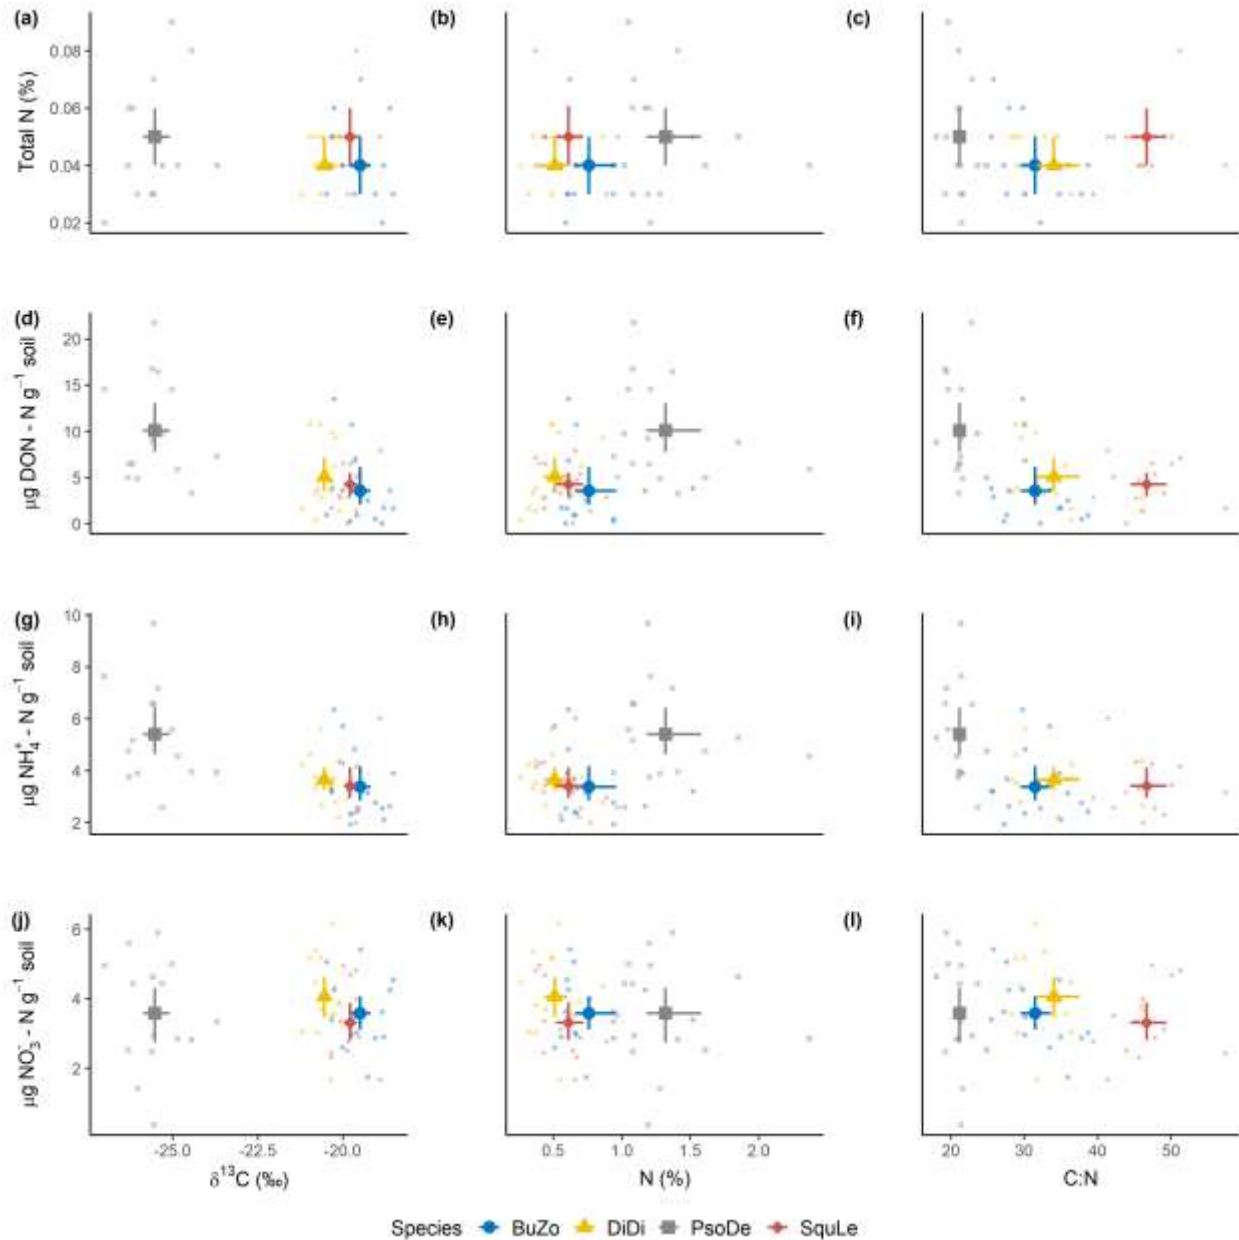 (a) (b) (c)
Total N (%)
0.08
0.06
0.04
0.02
(d) (e) (f)
µg DON - N g⁻¹ soil
20
15
10
5
0
(g) (h) (i)
µg NH₄⁺ - N g⁻¹ soil
10
8
6
4
2
(j) (k) (l)
µg NO₃⁻ - N g⁻¹ soil
6
4
2
-25.0 -22.5 -20.0 0.5 1.0 1.5 2.0 20 30 40 50
δ¹³C (‰) N (%) C:N
Species BuZo DiDi PsoDe SquLe